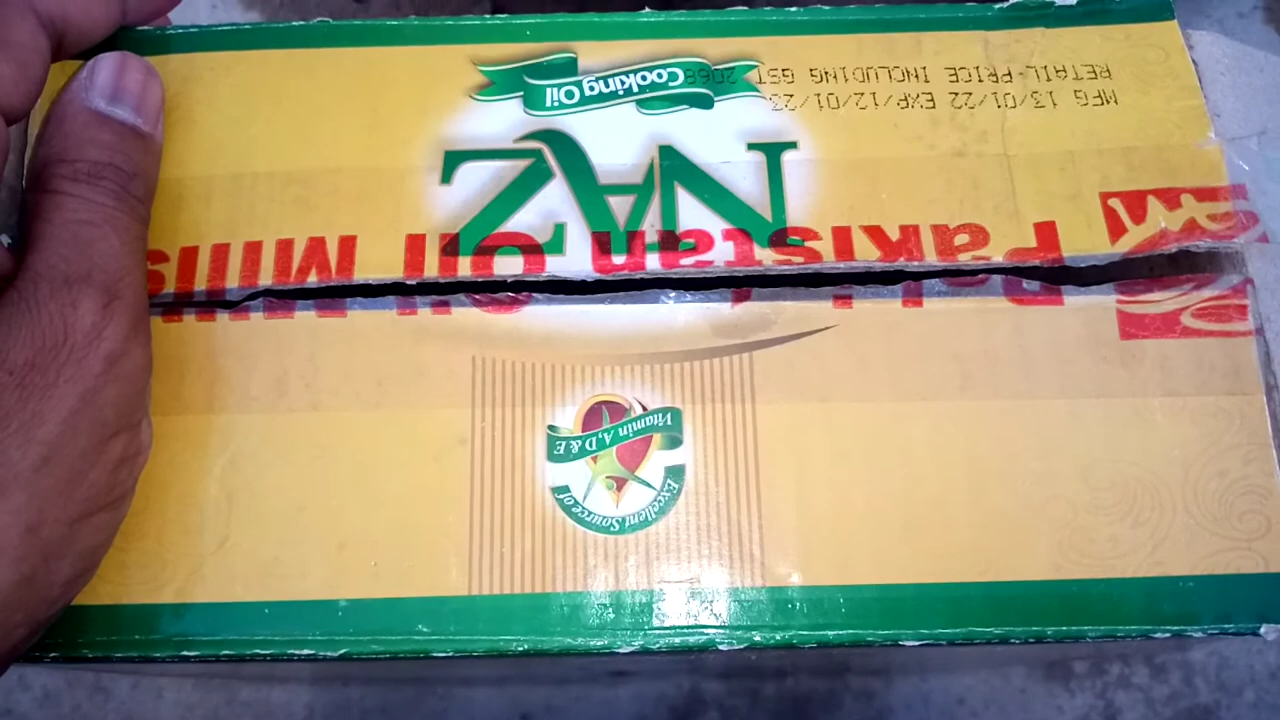 MFG 13/01/22 EXP/12/01/23
RETAIL PRICE INCLUDING GST 2068
NAZ
Cooking Oil
Pakistan Oil Mills
Excellent Source of
Vitamin A, D & E